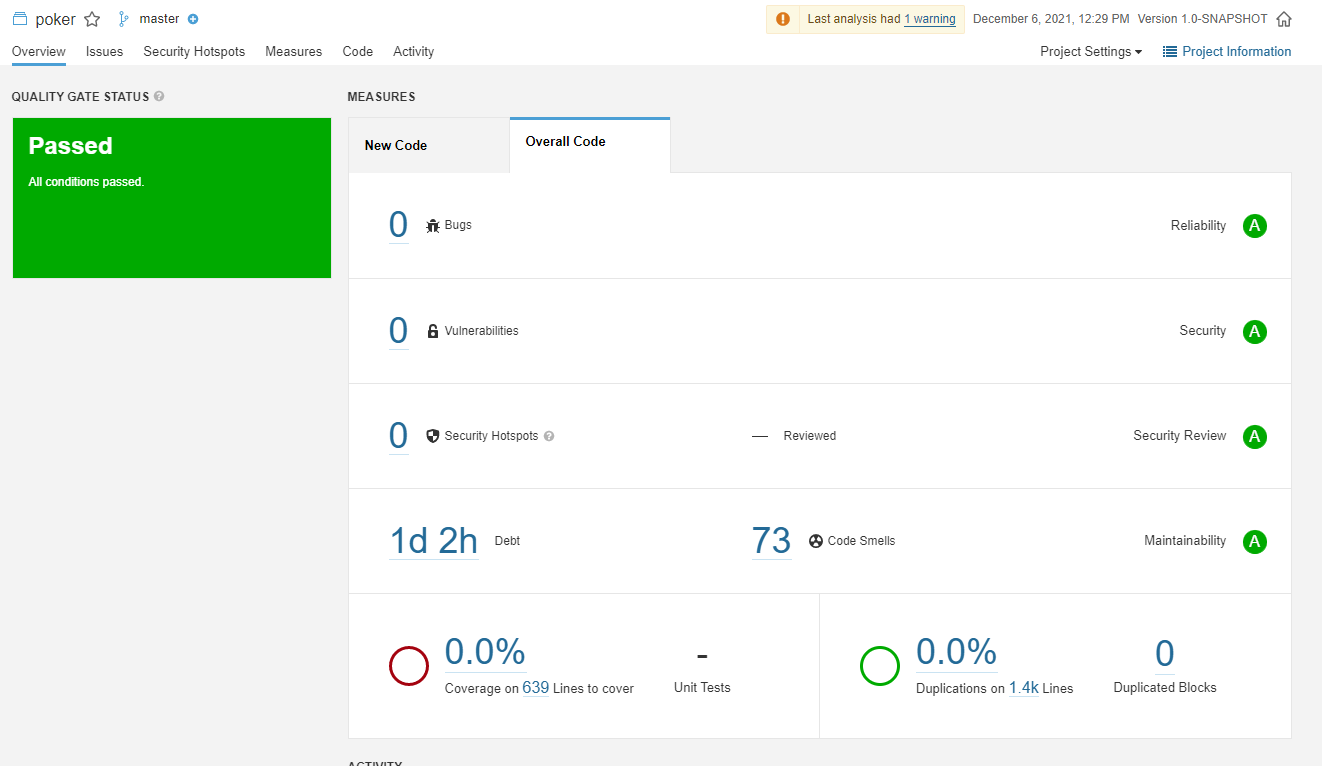 poker master Last analysis had 1 warning December 6, 2021, 12:29 PM Version 1.0-SNAPSHOT
Overview Issues Security Hotspots Measures Code Activity Project Settings Project Information
QUALITY GATE STATUS
Passed
All conditions passed.
MEASURES
New Code Overall Code
0 Bugs Reliability A
0 Vulnerabilities Security A
0 Security Hotspots — Reviewed Security Review A
1d 2h Debt 73 Code Smells Maintainability A
0.0%
Coverage on 639 Lines to cover
-
Unit Tests
0.0%
Duplications on 1.4k Lines
0
Duplicated Blocks
ACTIVITY